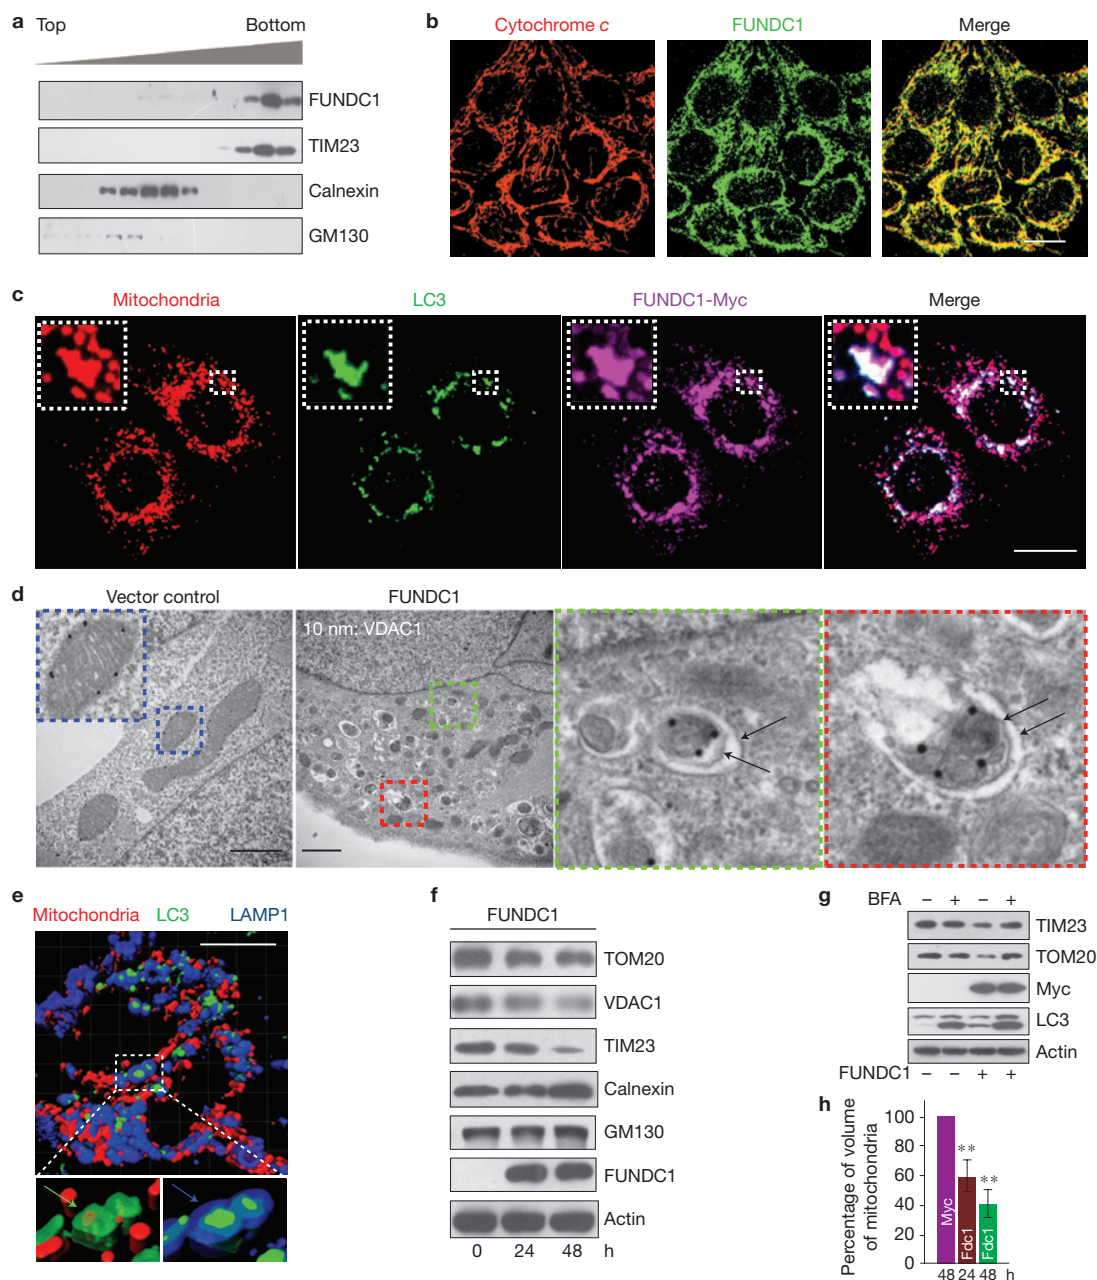 a
Top Bottom
FUNDC1
TIM23
Calnexin
GM130
b
Cytochrome c FUNDC1 Merge
c
Mitochondria LC3 FUNDC1-Myc Merge
d
Vector control FUNDC1
10 nm: VDAC1
e
Mitochondria LC3 LAMP1
f
FUNDC1
TOM20
VDAC1
TIM23
Calnexin
GM130
FUNDC1
Actin
0 24 48 h
g
BFA – + – +
TIM23
TOM20
Myc
LC3
Actin
FUNDC1 – – + +
h
Percentage of volume
of mitochondria
100
80
60
40
20
0
**
**
Myc
Fdc1
Fdc1
48 24 48 h